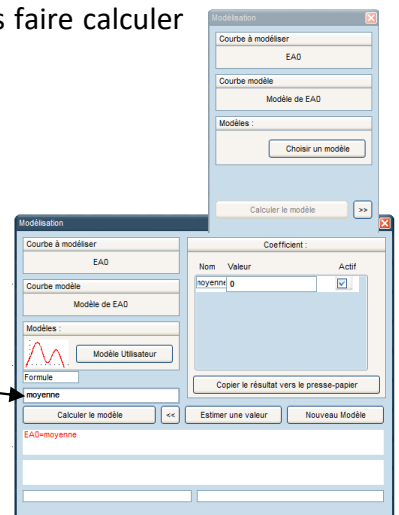 s faire calculer
Modélisation
Courbe à modéliser
EA0
Courbe modèle
Modèle de EA0
Modèles :
Choisir un modèle
Calculer le modèle
>>
Modélisation
Courbe à modéliser
EA0
Courbe modèle
Modèle de EA0
Modèles :
Modèle Utilisateur
Formule
moyenne
Calculer le modèle
<<
Coefficient :
Nom Valeur Actif
moyenne 0
Copier le résultat vers le presse-papier
Estimer une valeur
Nouveau Modèle
EA0=moyenne